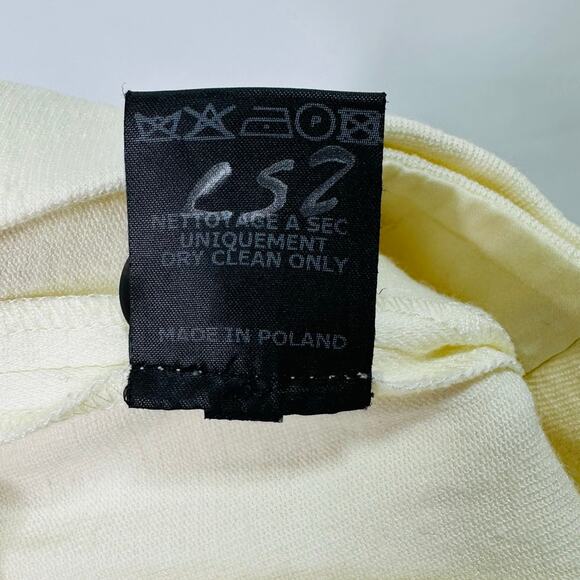 P
LS2
NETTOYAGE A SEC
UNIQUEMENT
DRY CLEAN ONLY
MADE IN POLAND